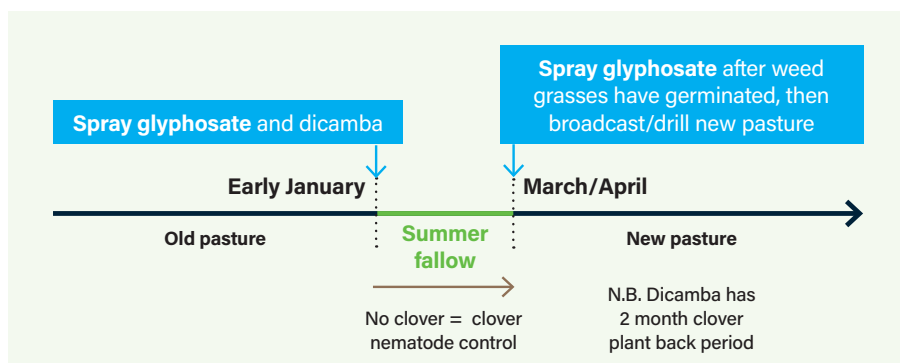 Spray glyphosate and dicamba
Spray glyphosate after weed
grasses have germinated, then
broadcast/drill new pasture
Early January
March/April
Old pasture
Summer
fallow
New pasture
No clover = clover
nematode control
N.B. Dicamba has
2 month clover
plant back period